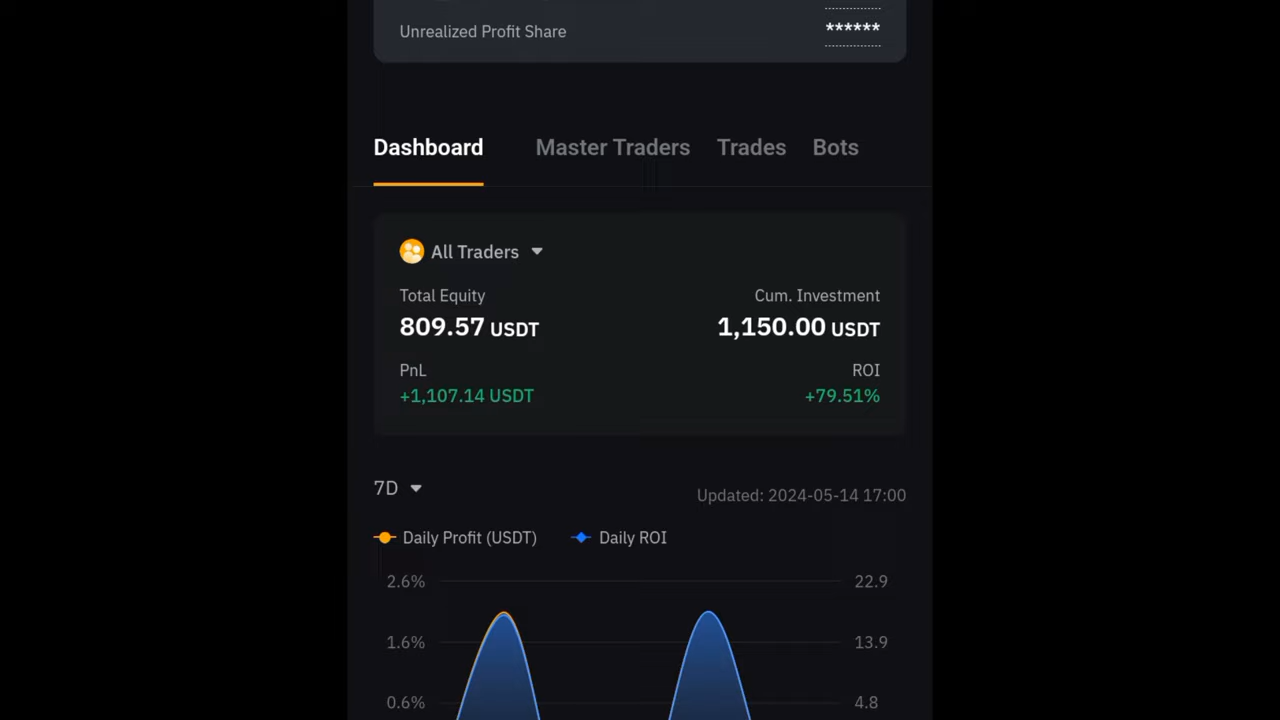 Unrealized Profit Share ******
Dashboard Master Traders Trades Bots
All Traders
Total Equity Cum. Investment
809.57 USDT 1,150.00 USDT
PnL ROI
+1,107.14 USDT +79.51%
7D Updated: 2024-05-14 17:00
Daily Profit (USDT) Daily ROI
2.6% 22.9
1.6% 13.9
0.6% 4.8